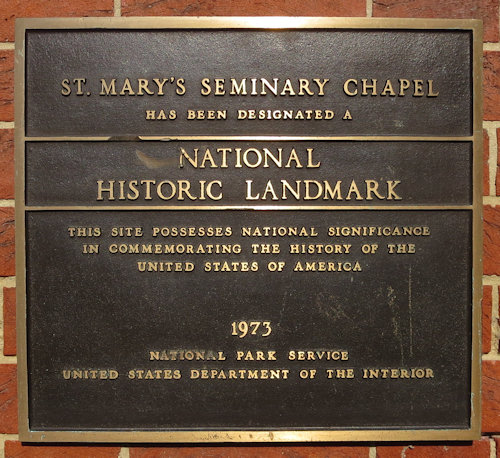 ST. MARY'S SEMINARY CHAPEL
HAS BEEN DESIGNATED A
NATIONAL
HISTORIC LANDMARK
THIS SITE POSSESSES NATIONAL SIGNIFICANCE
IN COMMEMORATING THE HISTORY OF THE
UNITED STATES OF AMERICA
1973
NATIONAL PARK SERVICE
UNITED STATES DEPARTMENT OF THE INTERIOR